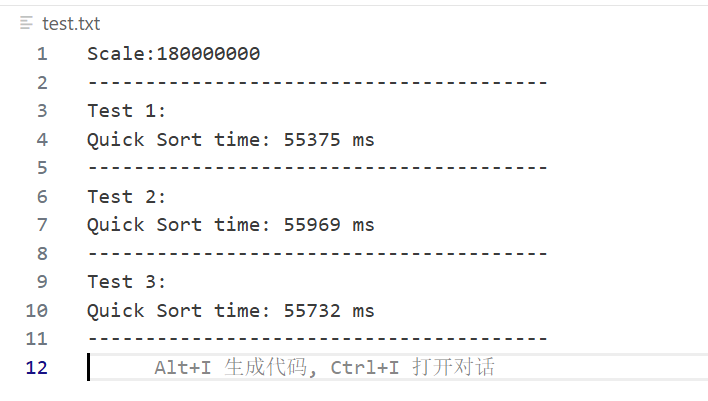 test.txt
1 Scale:180000000
2 ----------------------------------------
3 Test 1:
4 Quick Sort time: 55375 ms
5 ----------------------------------------
6 Test 2:
7 Quick Sort time: 55969 ms
8 ----------------------------------------
9 Test 3:
10 Quick Sort time: 55732 ms
11 ----------------------------------------
12 Alt+I 生成代码, Ctrl+I 打开对话